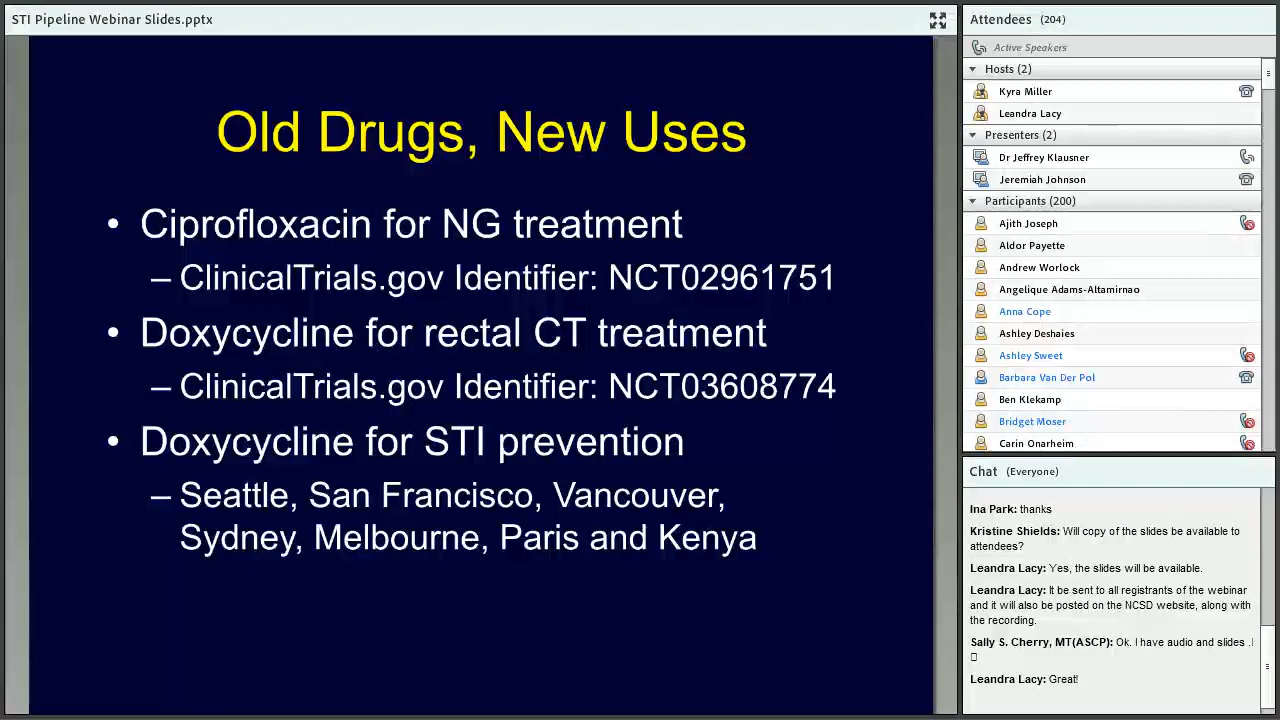 STI Pipeline Webinar Slides.pptx
Old Drugs, New Uses
• Ciprofloxacin for NG treatment
– ClinicalTrials.gov Identifier: NCT02961751
• Doxycycline for rectal CT treatment
– ClinicalTrials.gov Identifier: NCT03608774
• Doxycycline for STI prevention
– Seattle, San Francisco, Vancouver,
Sydney, Melbourne, Paris and Kenya
Attendees (204)
Active Speakers
Hosts (2)
Kyra Miller
Leandra Lacy
Presenters (2)
Dr Jeffrey Klausner
Jeremiah Johnson
Participants (200)
Ajith Joseph
Aldor Payette
Andrew Worlock
Angelique Adams-Altamirnao
Anna Cope
Ashley Deshaies
Ashley Sweet
Barbara Van Der Pol
Ben Klekamp
Bridget Moser
Carin Onarheim
Chat (Everyone)
Ina Park: thanks
Kristine Shields: Will copy of the slides be available to
attendees?
Leandra Lacy: Yes, the slides will be available.
Leandra Lacy: It be sent to all registrants of the webinar
and it will also be posted on the NCSD website, along with
the recording.
Sally S. Cherry, MT(ASCP): Ok. I have audio and slides .
Leandra Lacy: Great!